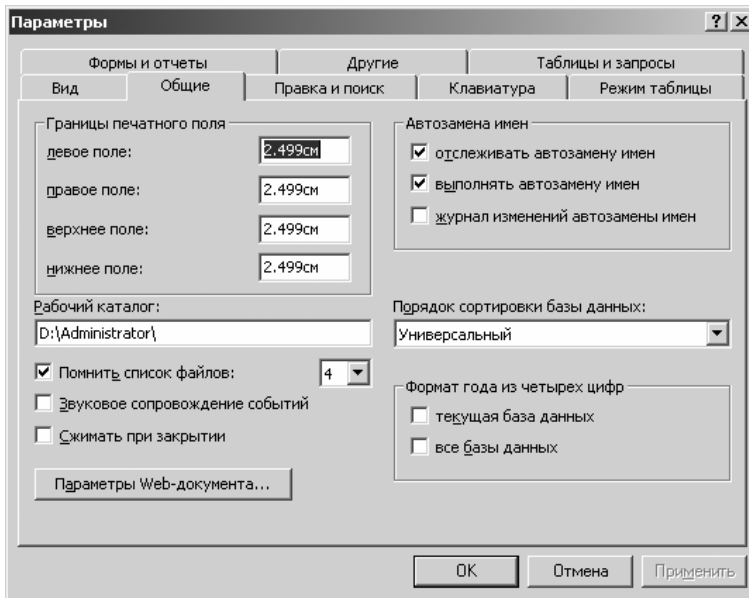 Параметры
Формы и отчеты Другие Таблицы и запросы
Вид Общие Правка и поиск Клавиатура Режим таблицы
Границы печатного поля
левое поле: 2.499см
правое поле: 2.499см
верхнее поле: 2.499см
нижнее поле: 2.499см
Автозамена имен
отслеживать автозамену имен
выполнять автозамену имен
журнал изменений автозамены имен
Рабочий каталог:
D:\Administrator\
Порядок сортировки базы данных:
Универсальный
Помнить список файлов: 4
Звуковое сопровождение событий
Сжимать при закрытии
Формат года из четырех цифр
текущая база данных
все базы данных
Параметры Web-документа...
OK Отмена Применить